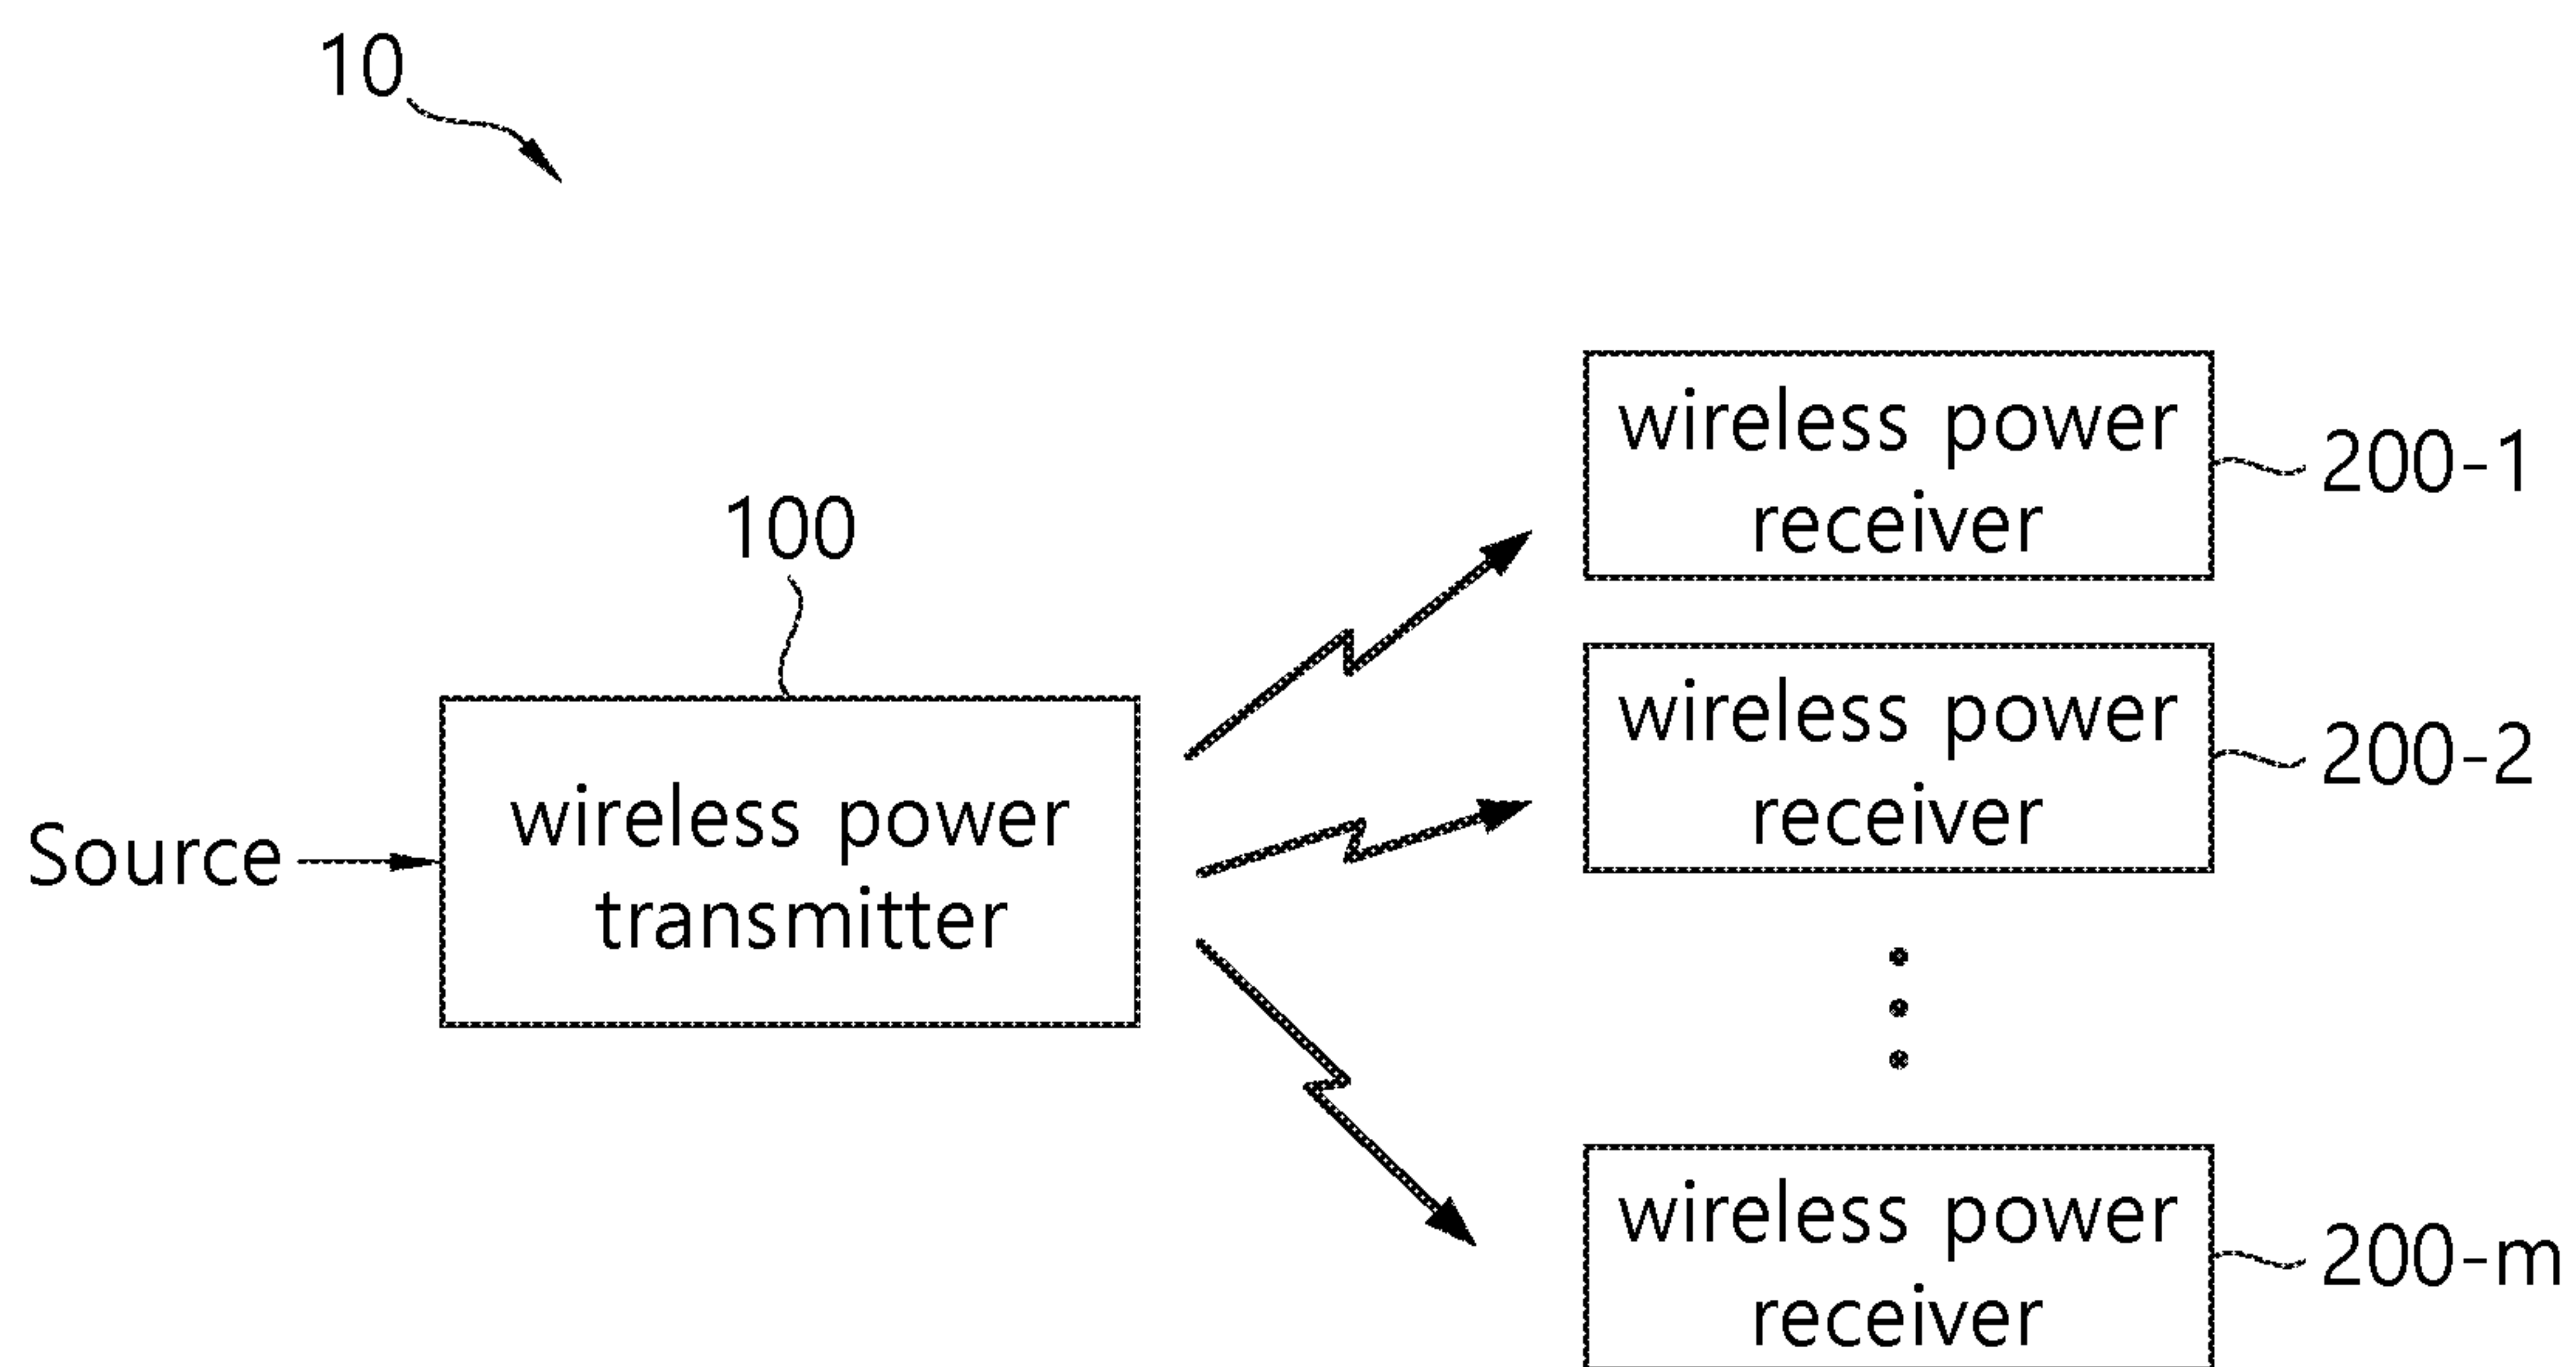 10
100
Source
wireless power
transmitter
wireless power
receiver
200-1
wireless power
receiver
200-2
wireless power
receiver
200-m